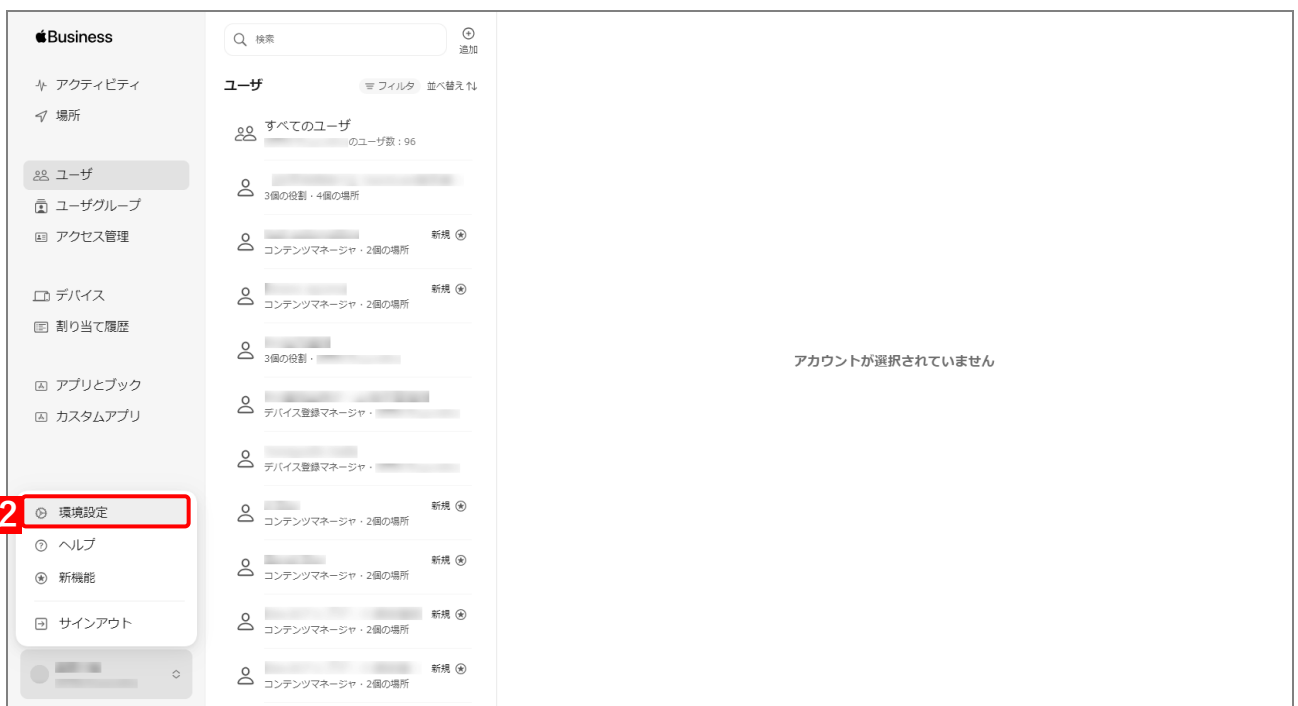 Business
アクティビティ
場所
ユーザ
ユーザグループ
アクセス管理
デバイス
割り当て履歴
アプリとブック
カスタムアプリ
2
環境設定
ヘルプ
新機能
サインアウト
検索
追加
ユーザ
フィルタ
並べ替え
すべてのユーザ
のユーザ数：96
3個の役割・4個の場所
新規
コンテンツマネージャ・2個の場所
新規
コンテンツマネージャ・2個の場所
3個の役割・
デバイス登録マネージャ・
デバイス登録マネージャ・
新規
コンテンツマネージャ・2個の場所
新規
コンテンツマネージャ・2個の場所
新規
コンテンツマネージャ・2個の場所
新規
コンテンツマネージャ・2個の場所
アカウントが選択されていません